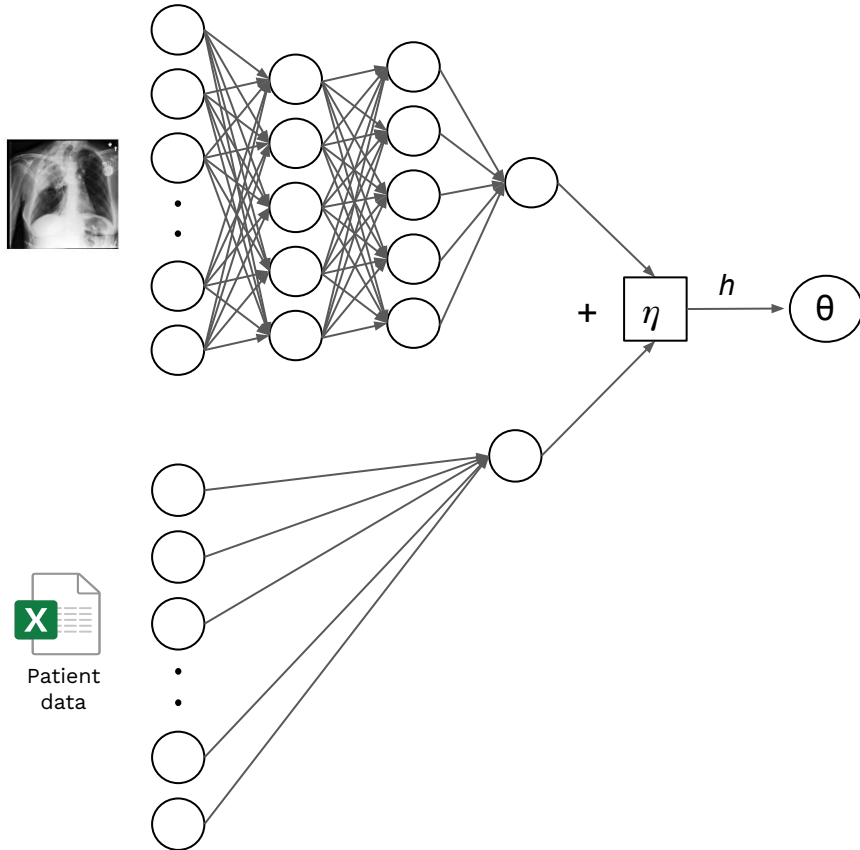 +
η
h
θ
X
Patient
data